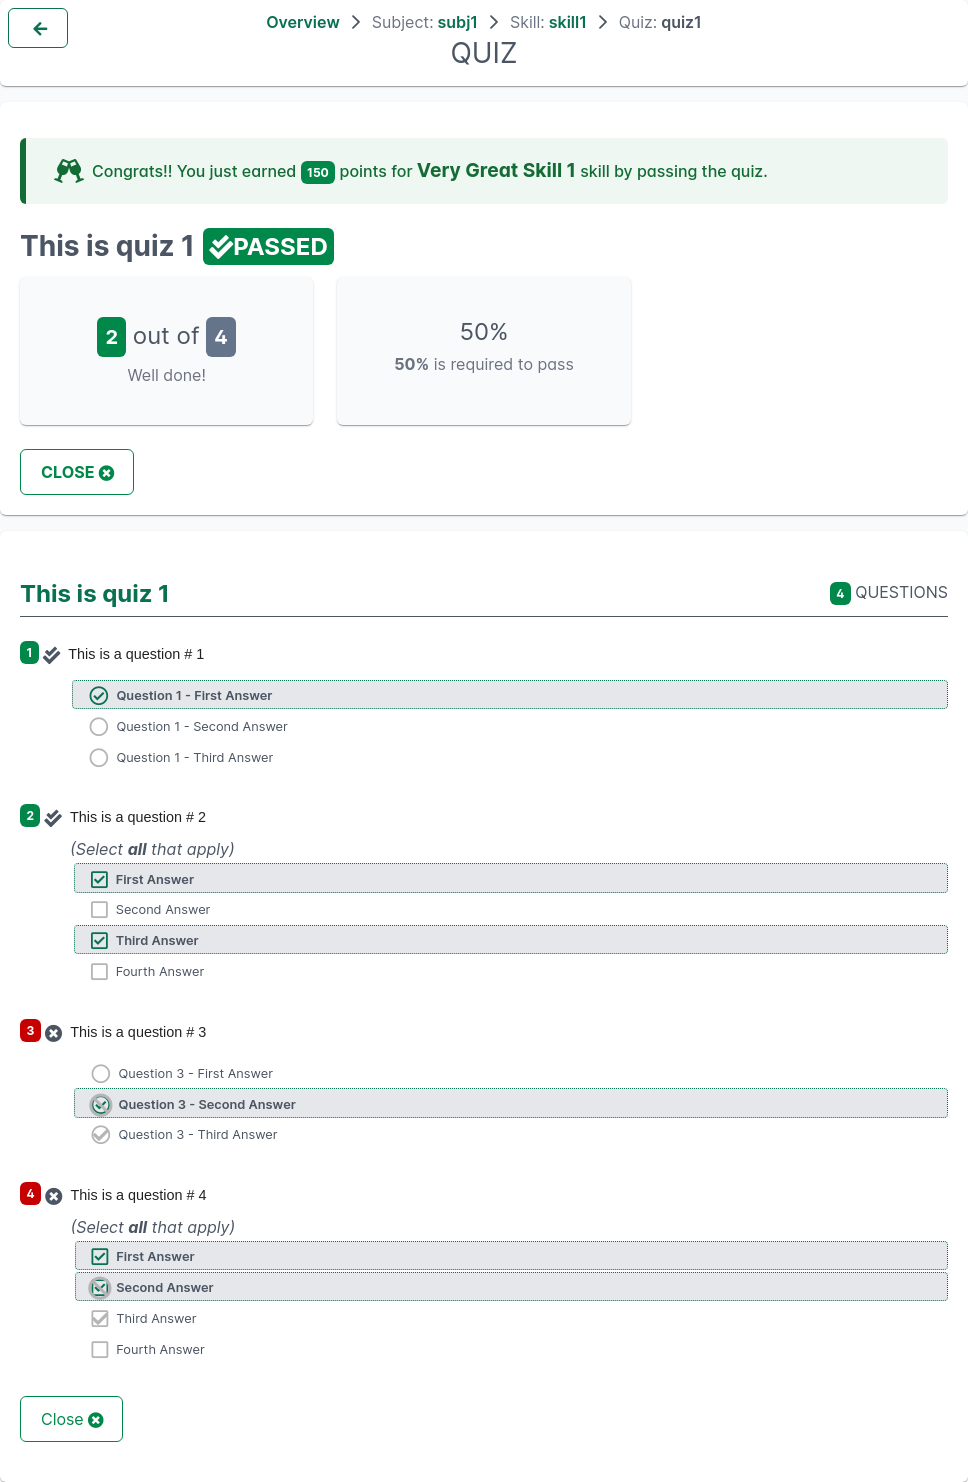 Overview > Subject: subj1 > Skill: skill1 > Quiz: quiz1
QUIZ
Congrats!! You just earned 150 points for Very Great Skill 1 skill by passing the quiz.
This is quiz 1 PASSED
2 out of 4
Well done!
50%
50% is required to pass
CLOSE
This is quiz 1
4 QUESTIONS
1 This is a question # 1
Question 1 - First Answer
Question 1 - Second Answer
Question 1 - Third Answer
2 This is a question # 2
(Select all that apply)
First Answer
Second Answer
Third Answer
Fourth Answer
3 This is a question # 3
Question 3 - First Answer
Question 3 - Second Answer
Question 3 - Third Answer
4 This is a question # 4
(Select all that apply)
First Answer
Second Answer
Third Answer
Fourth Answer
Close